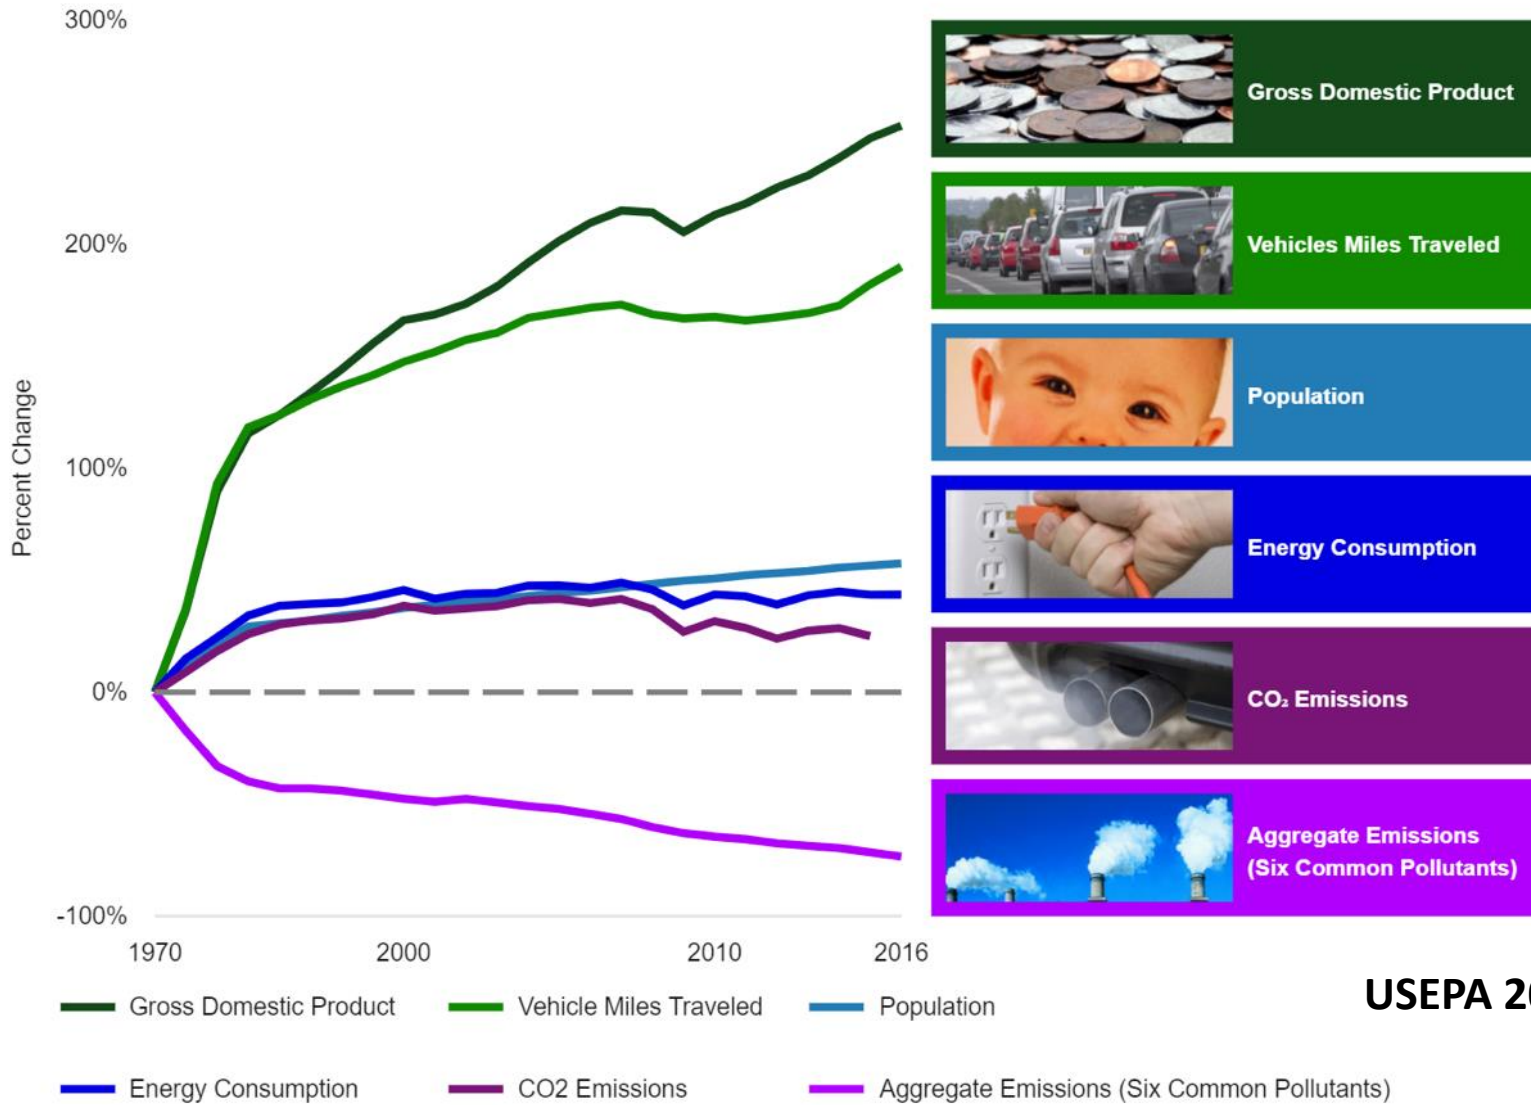 300%
200%
100%
0%
-100%
Percent Change
1970 2000 2010 2016
Gross Domestic Product
Vehicles Miles Traveled
Population
Energy Consumption
CO₂ Emissions
Aggregate Emissions
(Six Common Pollutants)
USEPA 20
Gross Domestic Product Vehicle Miles Traveled Population
Energy Consumption CO2 Emissions Aggregate Emissions (Six Common Pollutants)